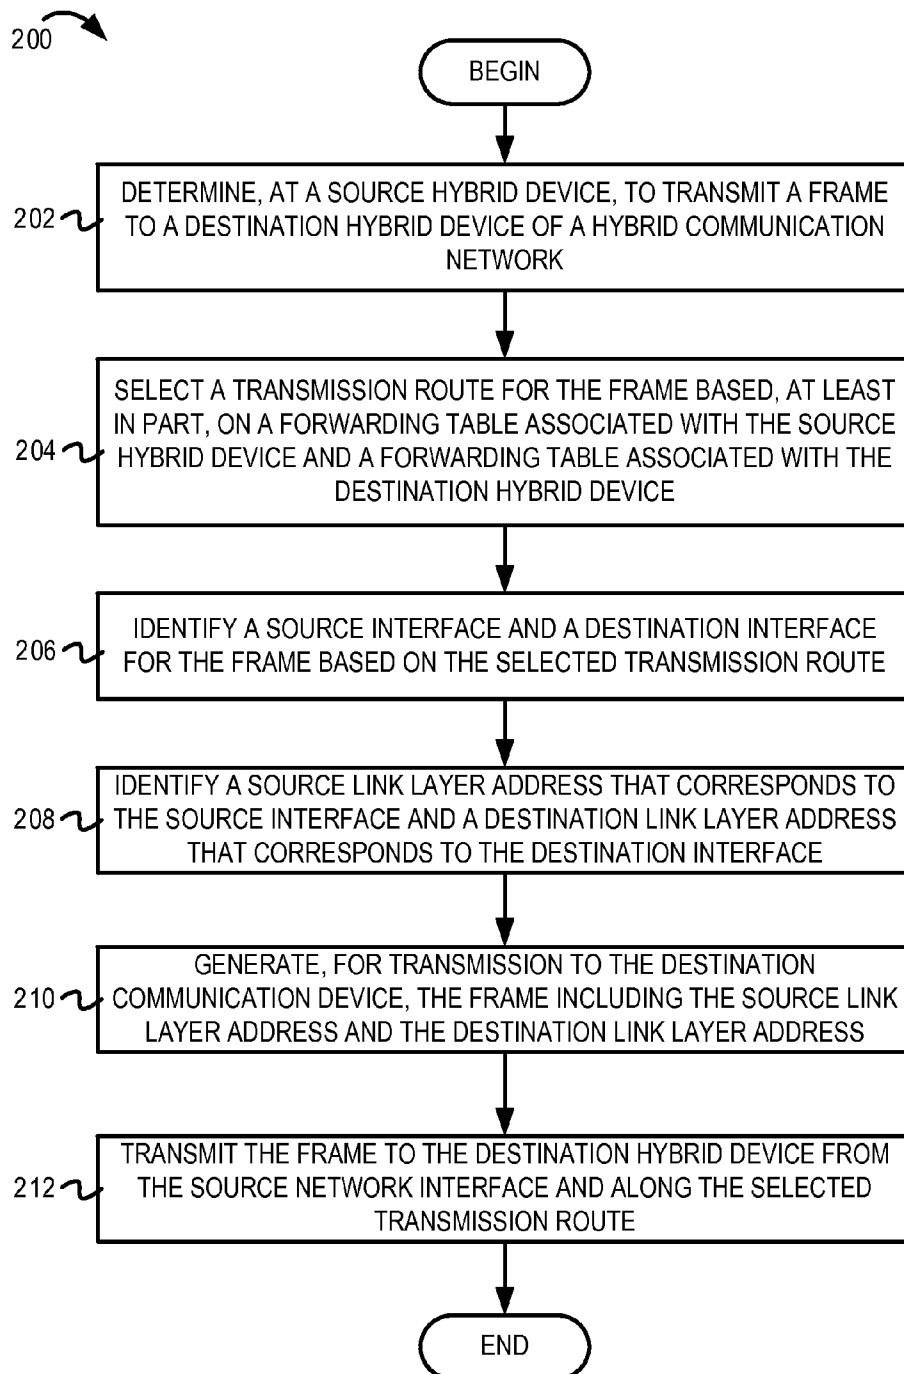 200
BEGIN
202
DETERMINE, AT A SOURCE HYBRID DEVICE, TO TRANSMIT A FRAME
TO A DESTINATION HYBRID DEVICE OF A HYBRID COMMUNICATION
NETWORK
204
SELECT A TRANSMISSION ROUTE FOR THE FRAME BASED, AT LEAST
IN PART, ON A FORWARDING TABLE ASSOCIATED WITH THE SOURCE
HYBRID DEVICE AND A FORWARDING TABLE ASSOCIATED WITH THE
DESTINATION HYBRID DEVICE
206
IDENTIFY A SOURCE INTERFACE AND A DESTINATION INTERFACE
FOR THE FRAME BASED ON THE SELECTED TRANSMISSION ROUTE
208
IDENTIFY A SOURCE LINK LAYER ADDRESS THAT CORRESPONDS TO
THE SOURCE INTERFACE AND A DESTINATION LINK LAYER ADDRESS
THAT CORRESPONDS TO THE DESTINATION INTERFACE
210
GENERATE, FOR TRANSMISSION TO THE DESTINATION
COMMUNICATION DEVICE, THE FRAME INCLUDING THE SOURCE LINK
LAYER ADDRESS AND THE DESTINATION LINK LAYER ADDRESS
212
TRANSMIT THE FRAME TO THE DESTINATION HYBRID DEVICE FROM
THE SOURCE NETWORK INTERFACE AND ALONG THE SELECTED
TRANSMISSION ROUTE
END